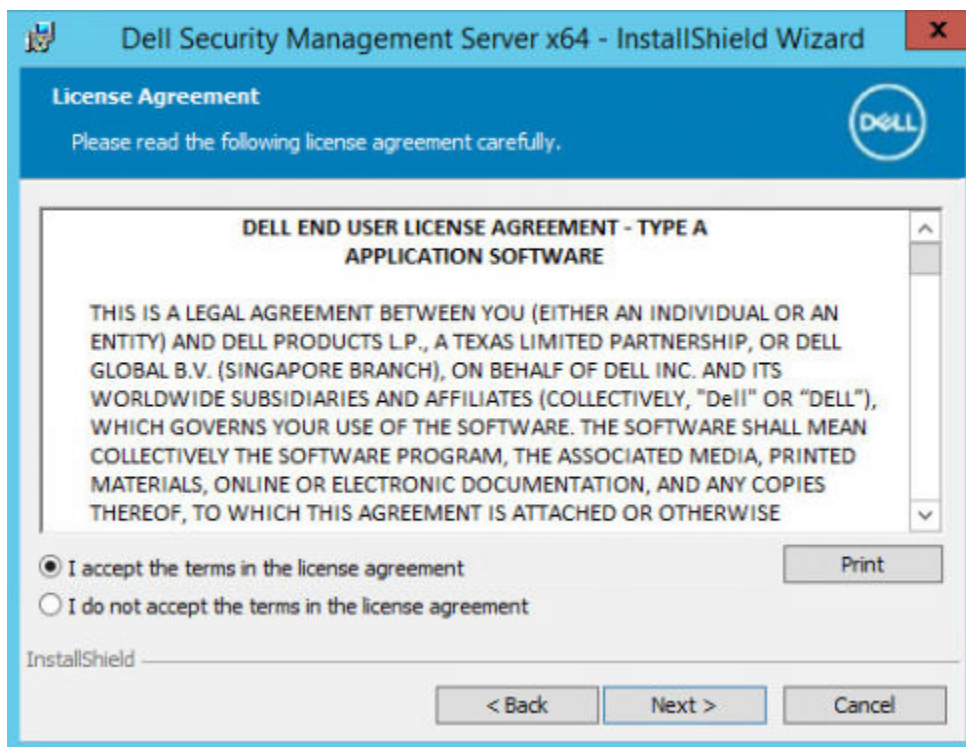 Dell Security Management Server x64 - InstallShield Wizard
x
License Agreement
Please read the following license agreement carefully.
DELL
DELL END USER LICENSE AGREEMENT - TYPE A
APPLICATION SOFTWARE
THIS IS A LEGAL AGREEMENT BETWEEN YOU (EITHER AN INDIVIDUAL OR AN
ENTITY) AND DELL PRODUCTS L.P., A TEXAS LIMITED PARTNERSHIP, OR DELL
GLOBAL B.V. (SINGAPORE BRANCH), ON BEHALF OF DELL INC. AND ITS
WORLDWIDE SUBSIDIARIES AND AFFILIATES (COLLECTIVELY, "Dell" OR “DELL”),
WHICH GOVERNS YOUR USE OF THE SOFTWARE. THE SOFTWARE SHALL MEAN
COLLECTIVELY THE SOFTWARE PROGRAM, THE ASSOCIATED MEDIA, PRINTED
MATERIALS, ONLINE OR ELECTRONIC DOCUMENTATION, AND ANY COPIES
THEREOF, TO WHICH THIS AGREEMENT IS ATTACHED OR OTHERWISE
I accept the terms in the license agreement
Print
I do not accept the terms in the license agreement
InstallShield
< Back
Next >
Cancel